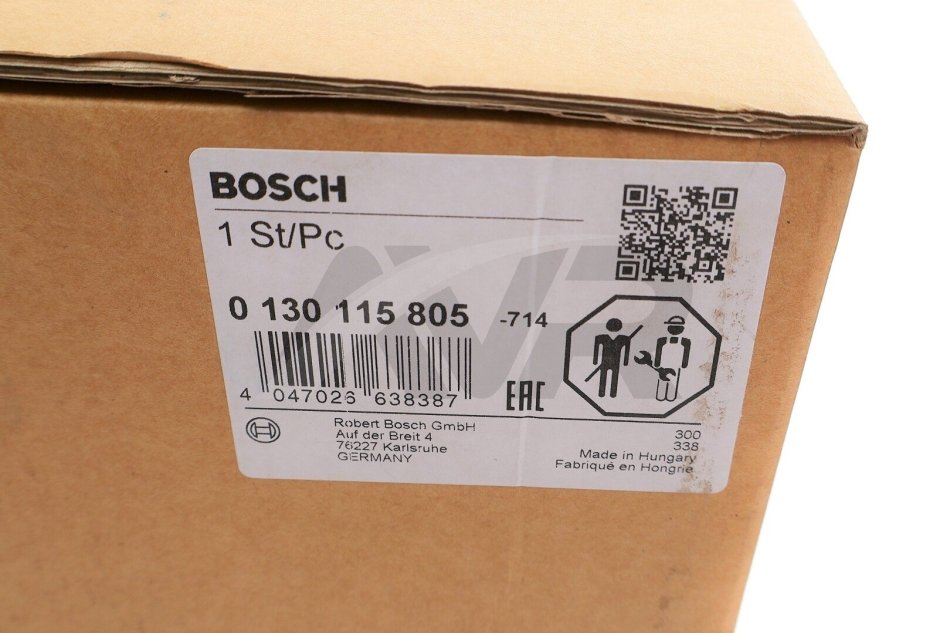 BOSCH
1 St/Pc
0 130 115 805 -714
4 047026 638387
EAC
Robert Bosch GmbH
Auf der Breit 4
76227 Karlsruhe
GERMANY
300
338
Made in Hungary
Fabriqué en Hongrie